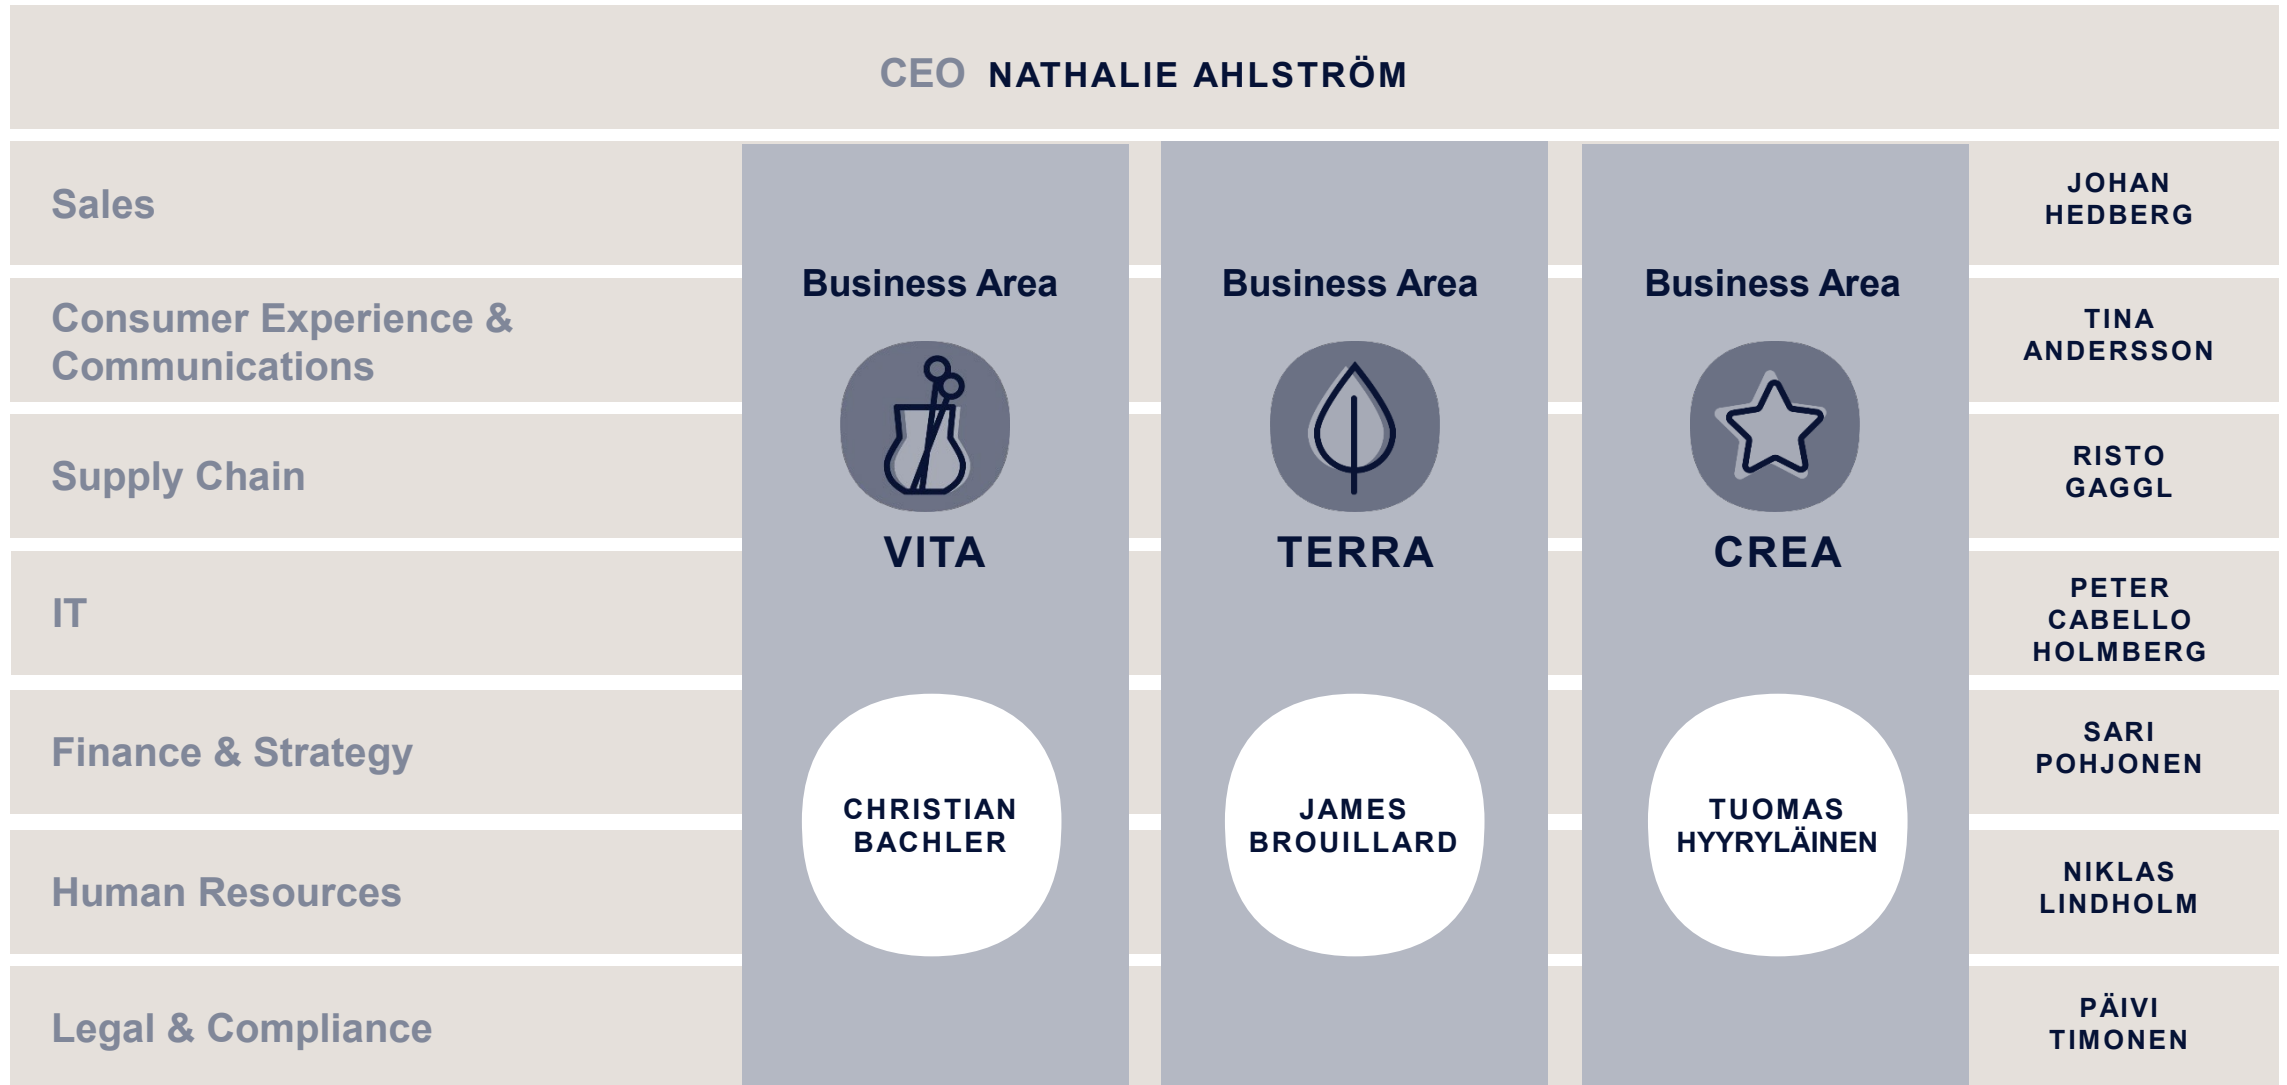 CEO NATHALIE AHLSTRÖM
Sales
JOHAN
HEDBERG
Consumer Experience &
Communications
TINA
ANDERSSON
Supply Chain
RISTO
GAGGL
IT
PETER
CABELLO
HOLMBERG
Finance & Strategy
SARI
POHJONEN
Human Resources
NIKLAS
LINDHOLM
Legal & Compliance
PÄIVI
TIMONEN
Business Area
VITA
CHRISTIAN
BACHLER
Business Area
TERRA
JAMES
BROUILLARD
Business Area
CREA
TUOMAS
HYYRYLÄINEN